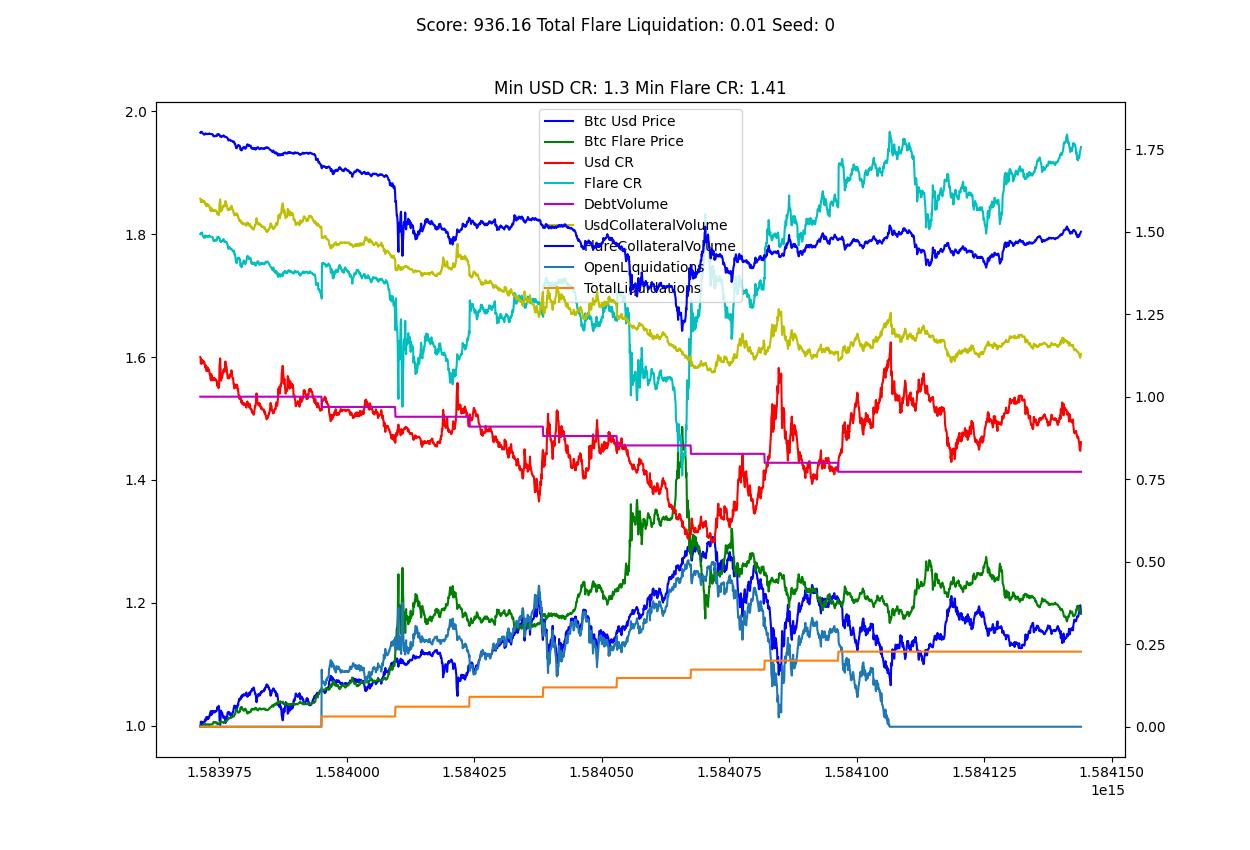 Score: 936.16 Total Flare Liquidation: 0.01 Seed: 0
Min USD CR: 1.3 Min Flare CR: 1.41
2.0
1.8
1.6
1.4
1.2
1.0
Btc Usd Price
Btc Flare Price
Usd CR
Flare CR
DebtVolume
UsdCollateralVolume
FlareCollateralVolume
OpenLiquidations
TotalLiquidations
1.75
1.50
1.25
1.00
0.75
0.50
0.25
0.00
1.583975 1.584000 1.584025 1.584050 1.584075 1.584100 1.584125 1.584150
1e15